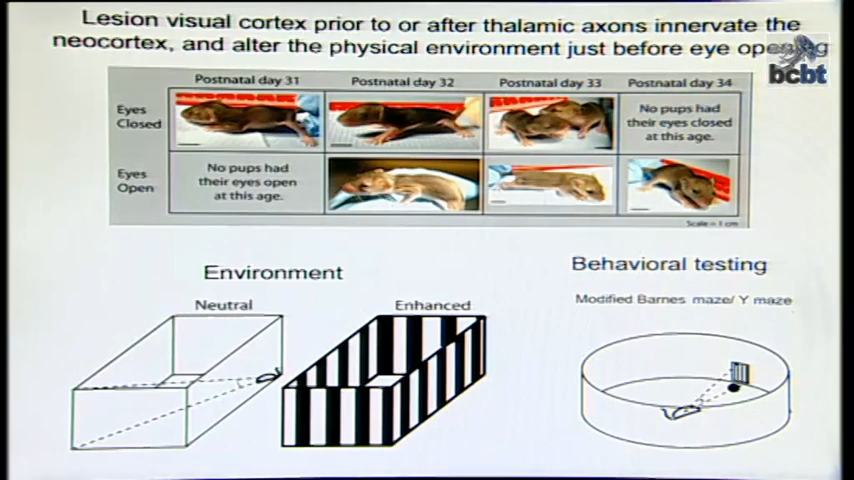 Lesion visual cortex prior to or after thalamic axons innervate the
neocortex, and alter the physical environment just before eye opening
bcbt
Postnatal day 31 Postnatal day 32 Postnatal day 33 Postnatal day 34
Eyes
Closed
No pups had
their eyes closed
at this age.
Eyes
Open
No pups had
their eyes open
at this age.
Scale = 1 cm
Environment
Behavioral testing
Neutral
Enhanced
Modified Barnes maze/ Y maze